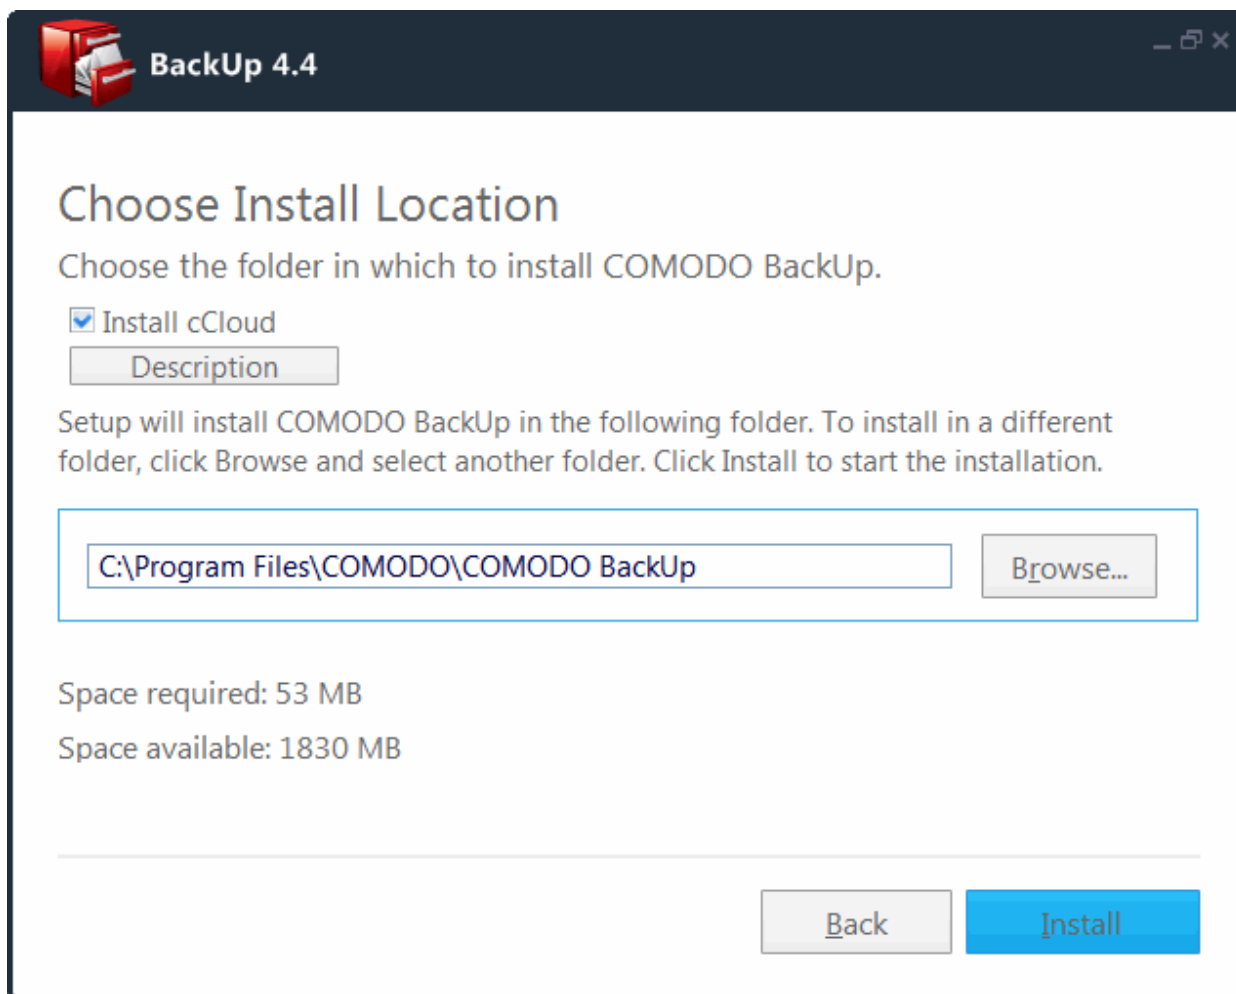 BackUp 4.4
Choose Install Location
Choose the folder in which to install COMODO BackUp.
Install cCloud
Description
Setup will install COMODO BackUp in the following folder. To install in a different
folder, click Browse and select another folder. Click Install to start the installation.
C:\Program Files\COMODO\COMODO BackUp
Browse...
Space required: 53 MB
Space available: 1830 MB
Back
Install